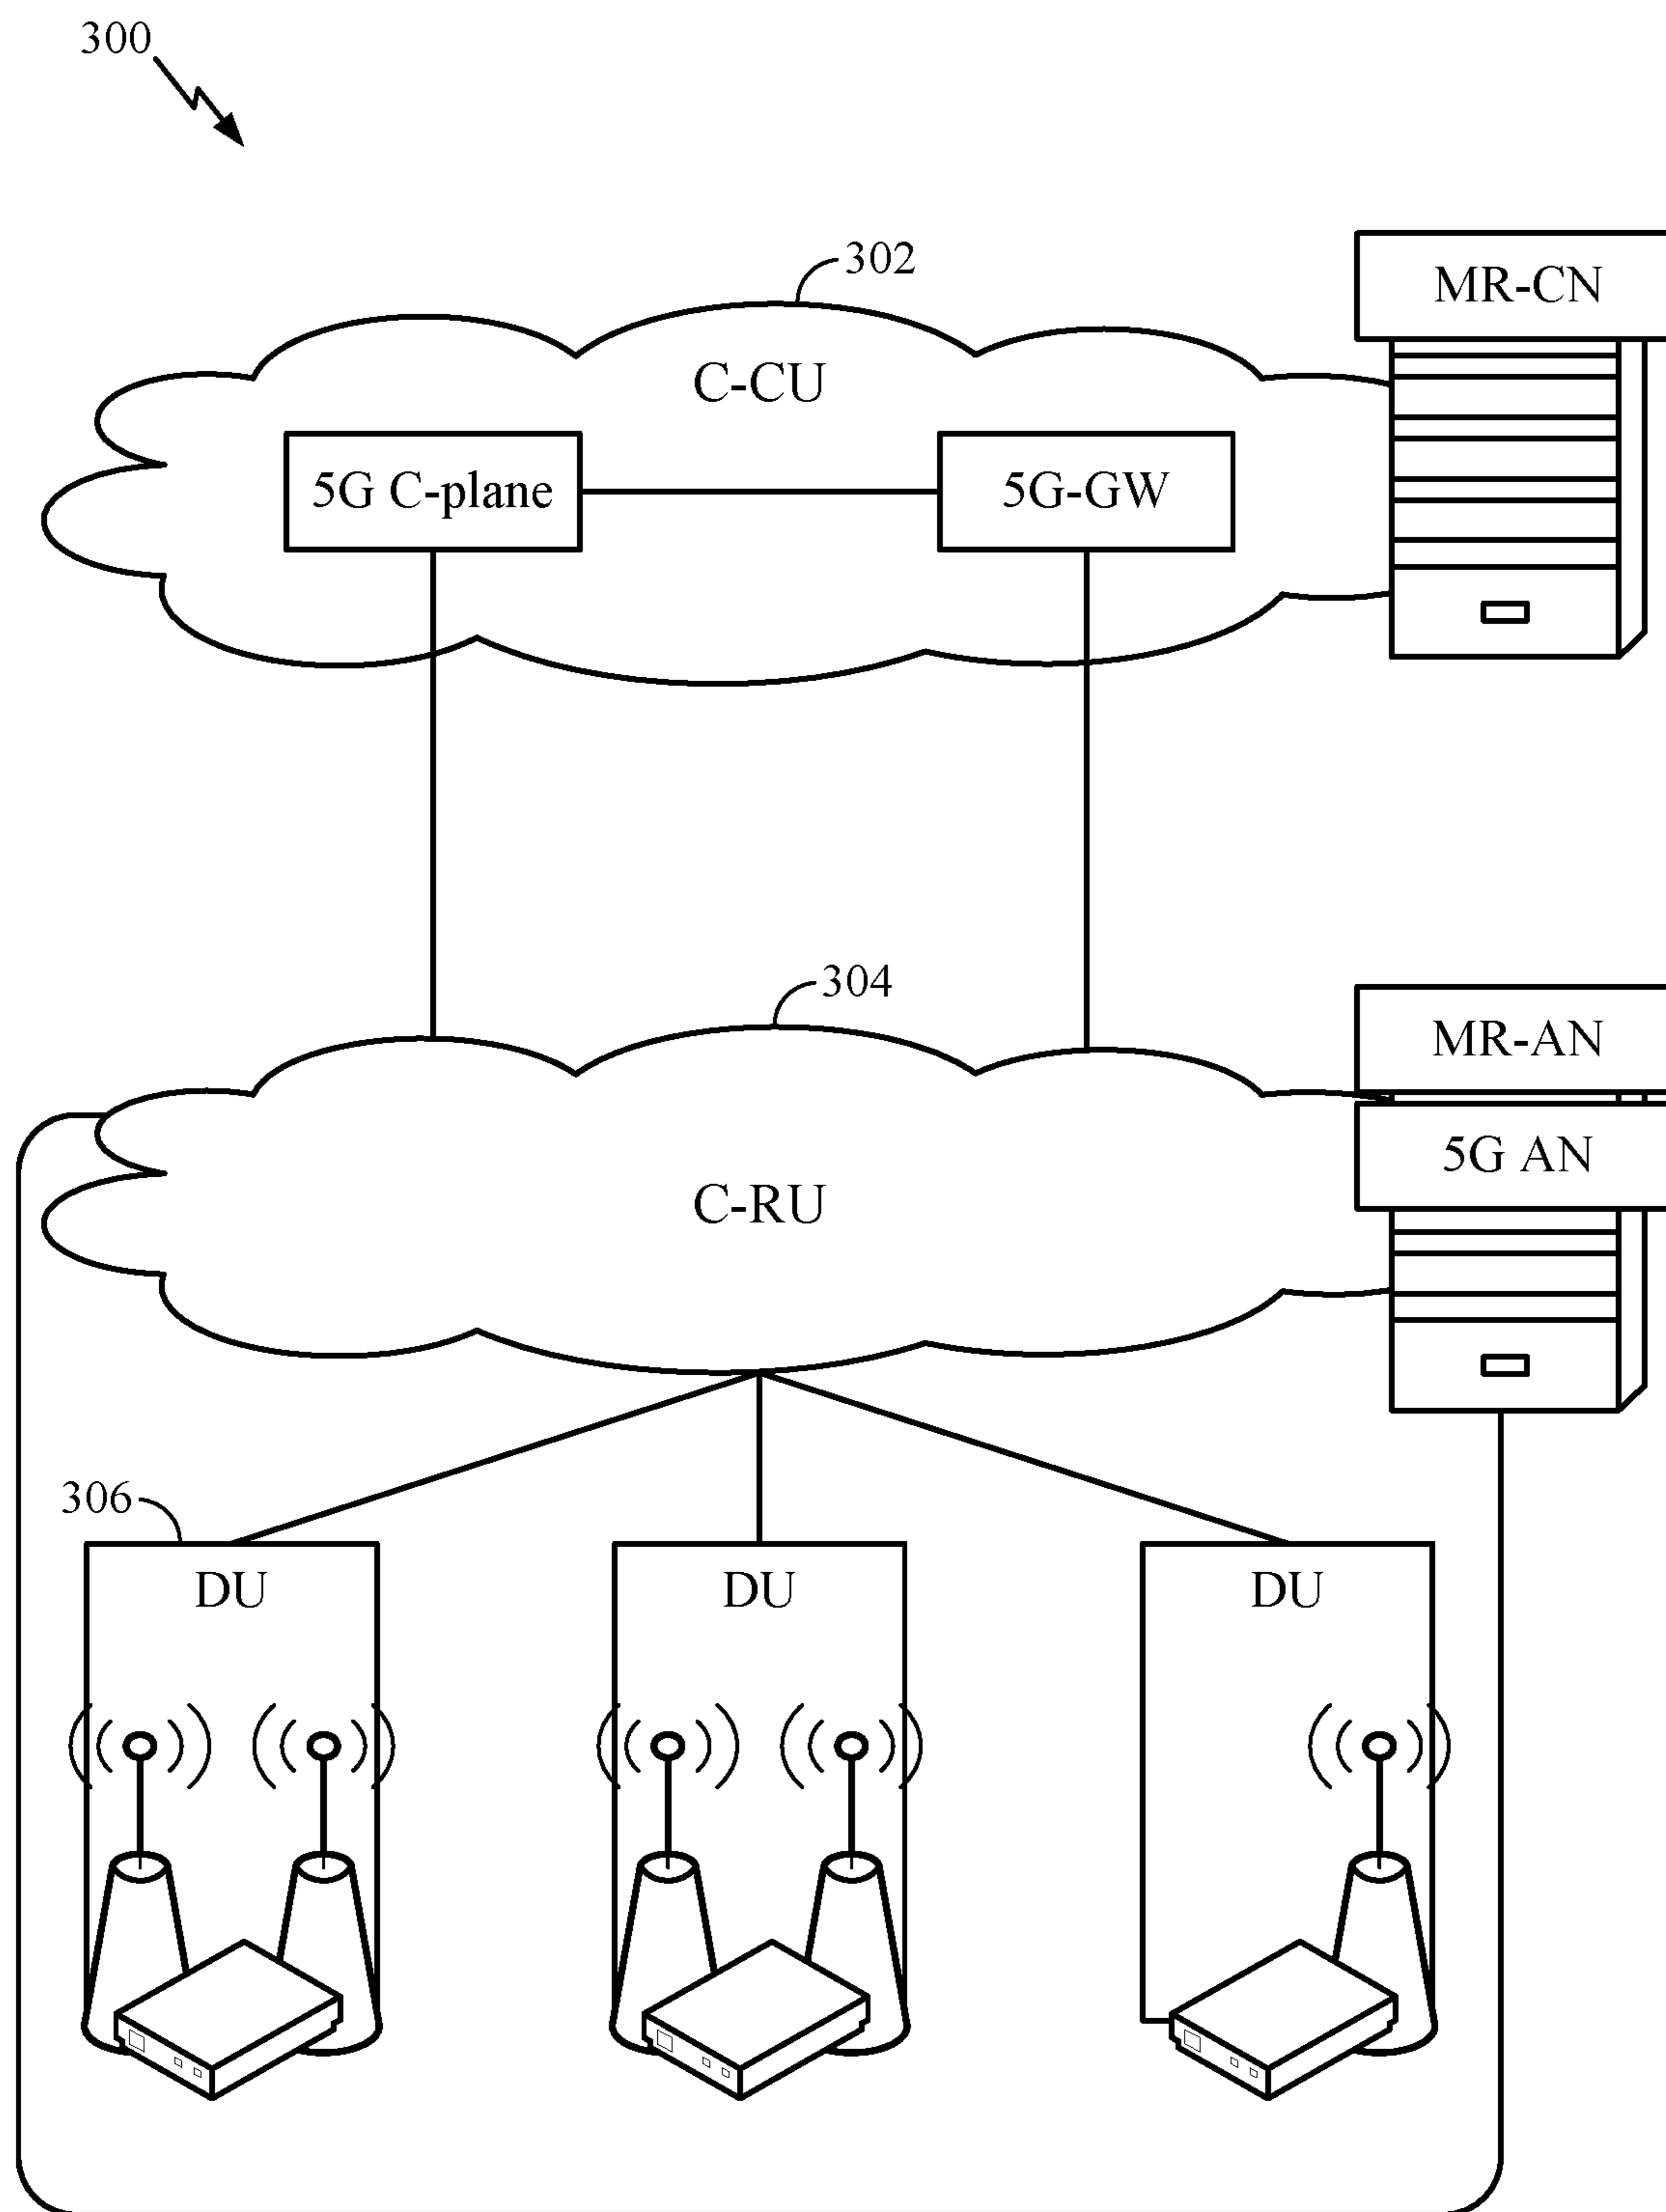 300
302
MR-CN
C-CU
5G C-plane
5G-GW
304
MR-AN
5G AN
C-RU
306
DU
DU
DU